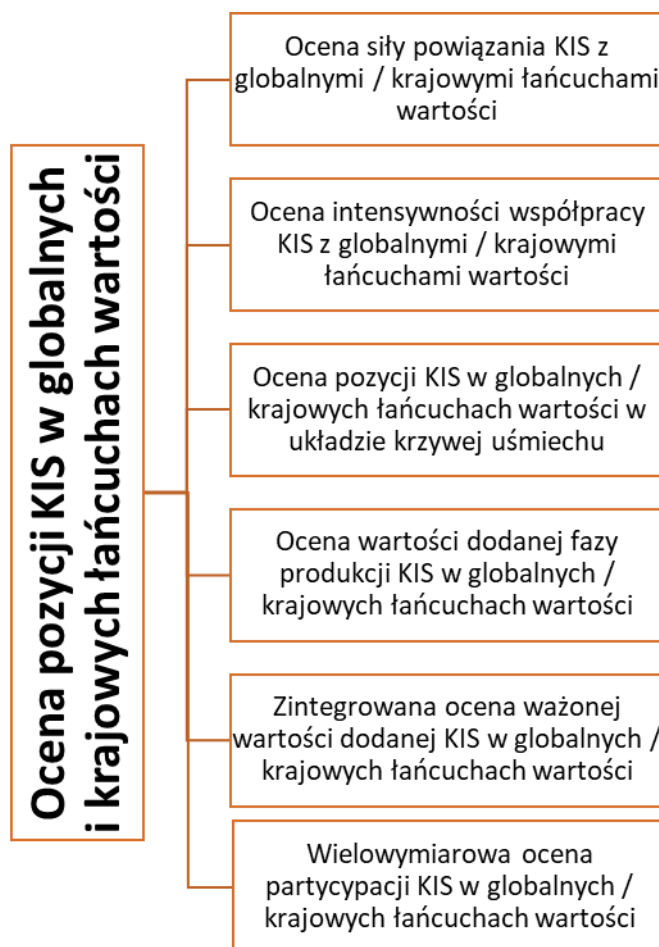 Ocena pozycji KIS w globalnych
i krajowych łańcuchach wartości
Ocena siły powiązania KIS z
globalnymi / krajowymi łańcuchami
wartości
Ocena intensywności współpracy
KIS z globalnymi / krajowymi
łańcuchami wartości
Ocena pozycji KIS w globalnych /
krajowych łańcuchach wartości w
układzie krzywej uśmiechu
Ocena wartości dodanej fazy
produkcji KIS w globalnych /
krajowych łańcuchach wartości
Zintegrowana ocena ważonej
wartości dodanej KIS w globalnych /
krajowych łańcuchach wartości
Wielowymiarowa ocena
partycypacji KIS w globalnych /
krajowych łańcuchach wartości